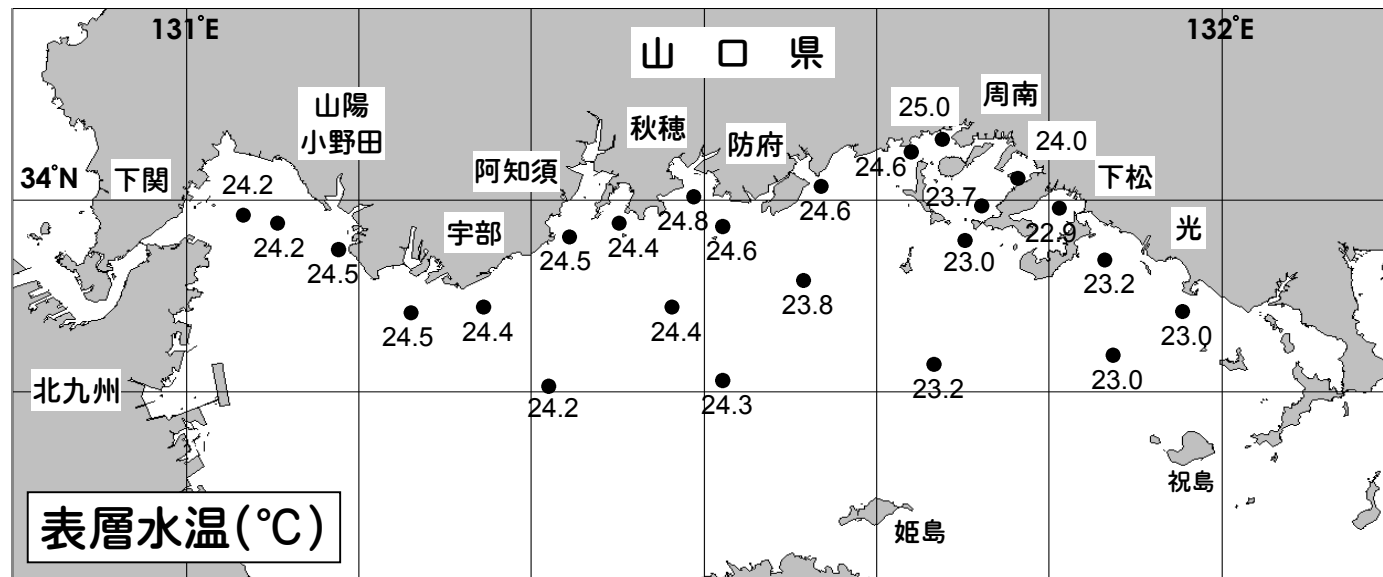 131°E
132°E
山 口 県
山陽
小野田
秋穂
防府
25.0
周南
24.0
24.6
34°N
下関
24.2
阿知須
下松
23.7
24.8
24.6
宇部
24.2
24.5
24.5
24.4
24.6
23.0
22.9
光
23.2
23.8
24.5
24.4
24.4
23.0
北九州
24.2
24.3
23.2
23.0
祝島
姫島
表層水温(℃)